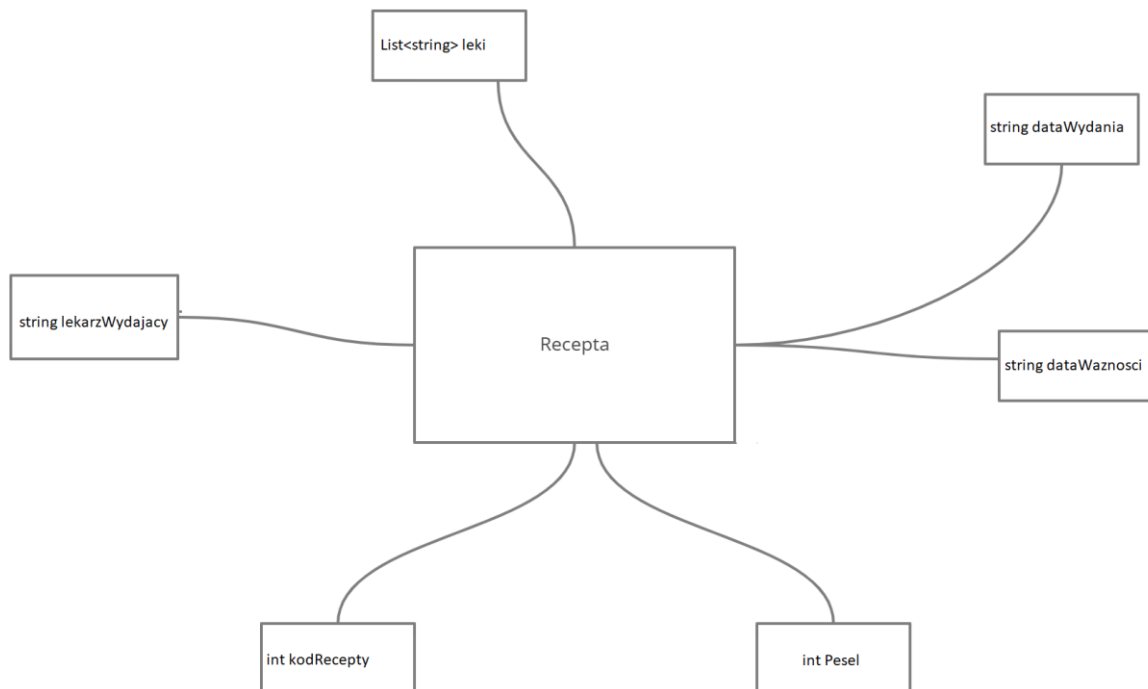 List<string> leki
string dataWydania
string lekarzWydajacy
Recepta
string dataWaznosci
int kodRecepty
int Pesel